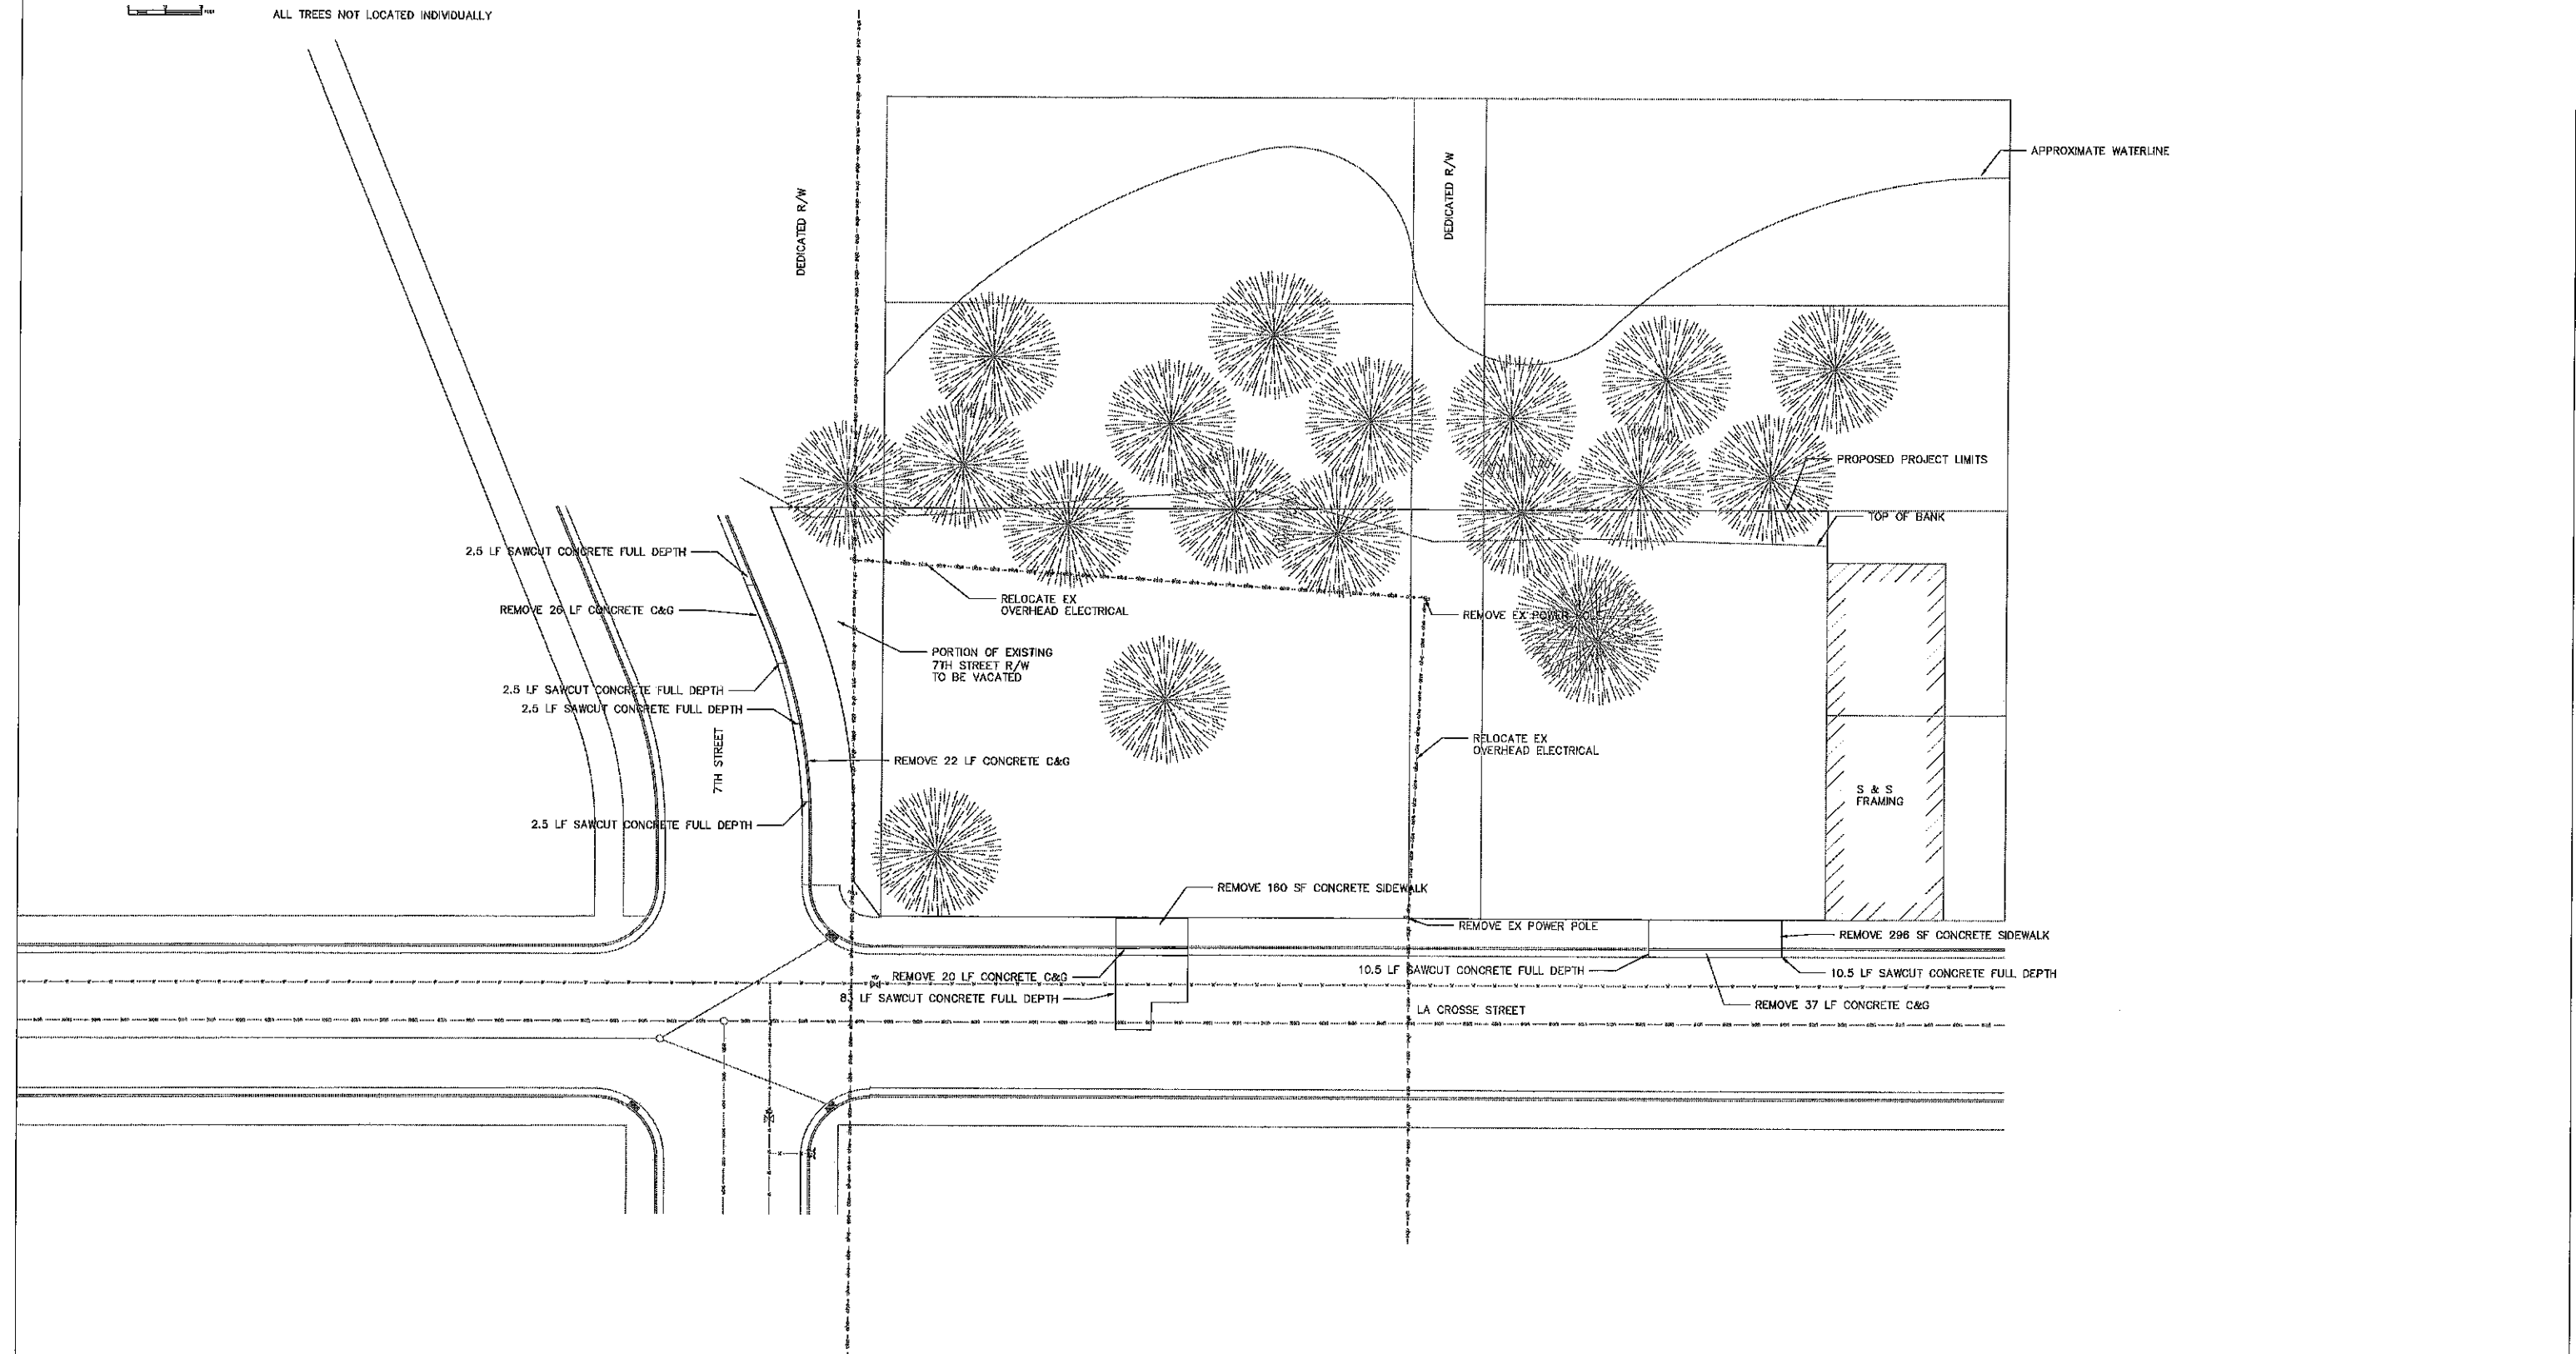 ALL TREES NOT LOCATED INDIVIDUALLY
DEDICATED R/W
DEDICATED R/W
APPROXIMATE WATERLINE
PROPOSED PROJECT LIMITS
TOP OF BANK
2.5 LF SAWCUT CONCRETE FULL DEPTH
REMOVE 26 LF CONCRETE C&G
RELOCATE EX
OVERHEAD ELECTRICAL
REMOVE EX POWER POLE
PORTION OF EXISTING
7TH STREET R/W
TO BE VACATED
2.5 LF SAWCUT CONCRETE FULL DEPTH
2.5 LF SAWCUT CONCRETE FULL DEPTH
7TH STREET
REMOVE 22 LF CONCRETE C&G
RELOCATE EX
OVERHEAD ELECTRICAL
S & S
FRAMING
2.5 LF SAWCUT CONCRETE FULL DEPTH
REMOVE 160 SF CONCRETE SIDEWALK
REMOVE EX POWER POLE
REMOVE 296 SF CONCRETE SIDEWALK
REMOVE 20 LF CONCRETE C&G
10.5 LF SAWCUT CONCRETE FULL DEPTH
10.5 LF SAWCUT CONCRETE FULL DEPTH
LF SAWCUT CONCRETE FULL DEPTH
REMOVE 37 LF CONCRETE C&G
LA CROSSE STREET